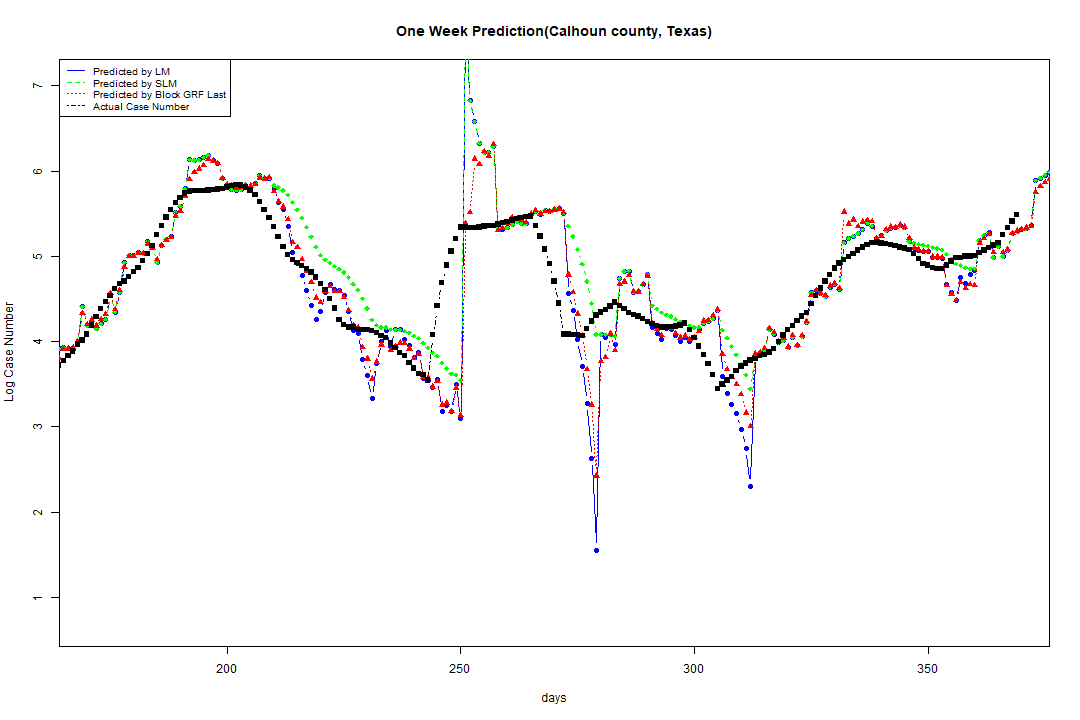 One Week Prediction(Calhoun county, Texas)
Predicted by LM
Predicted by SLM
Predicted by Block GRF Last
Actual Case Number
7
6
5
4
3
2
1
Log Case Number
200 250 300 350
days